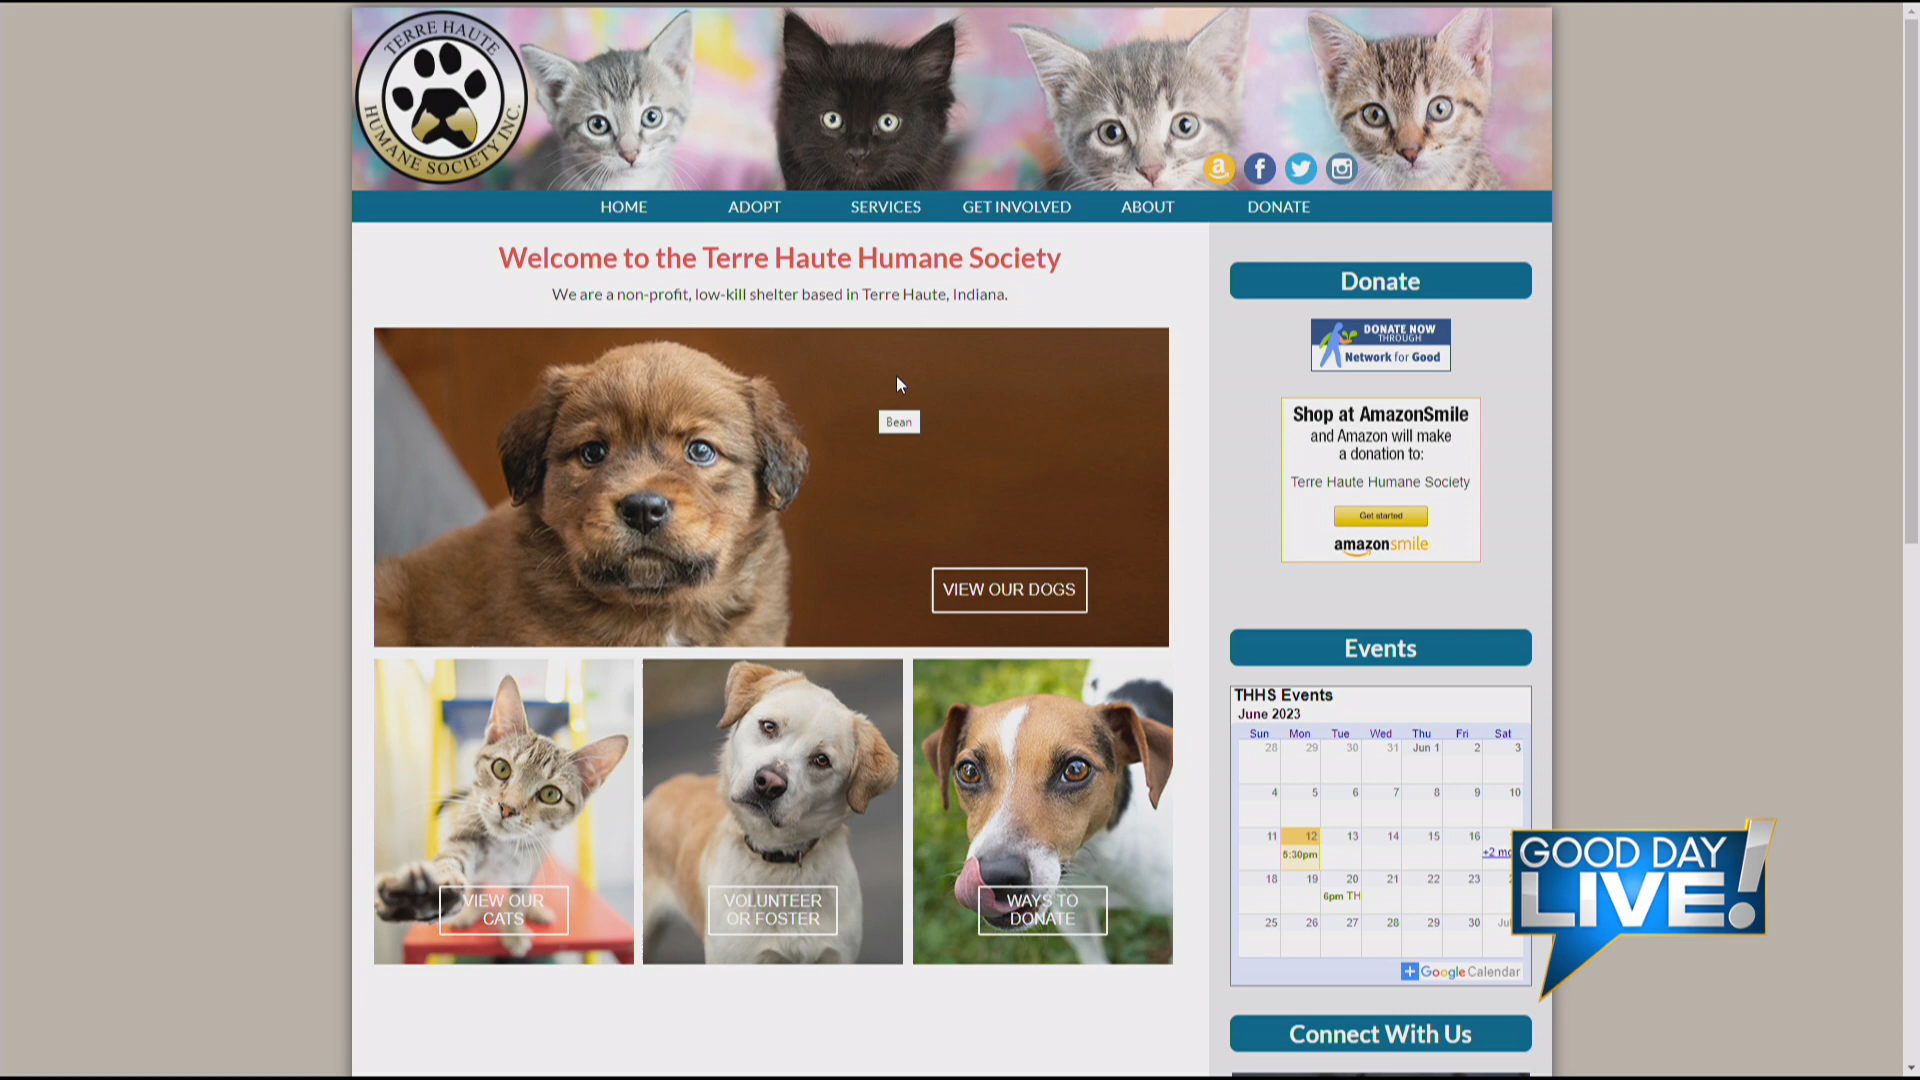 TERRE HAUTE
HUMANE SOCIETY INC.
HOME ADOPT SERVICES GET INVOLVED ABOUT DONATE
Welcome to the Terre Haute Humane Society
We are a non-profit, low-kill shelter based in Terre Haute, Indiana.
Bean
VIEW OUR DOGS
VIEW OUR
CATS
VOLUNTEER
OR FOSTER
WAYS TO
DONATE
Donate
DONATE NOW
THROUGH
Network for Good
Shop at AmazonSmile
and Amazon will make
a donation to:
Terre Haute Humane Society
Get started
amazonsmile
Events
THHS Events
June 2023
Sun Mon Tue Wed Thu Fri Sat
28 29 30 31 Jun 1 2 3
4 5 6 7 8 9 10
11 12 13 14 15 16
5:30pm +2 mo
18 19 20 21 22 23 2
6pm TH
25 26 27 28 29 30 Jul
Google Calendar
GOOD DAY
LIVE!
Connect With Us